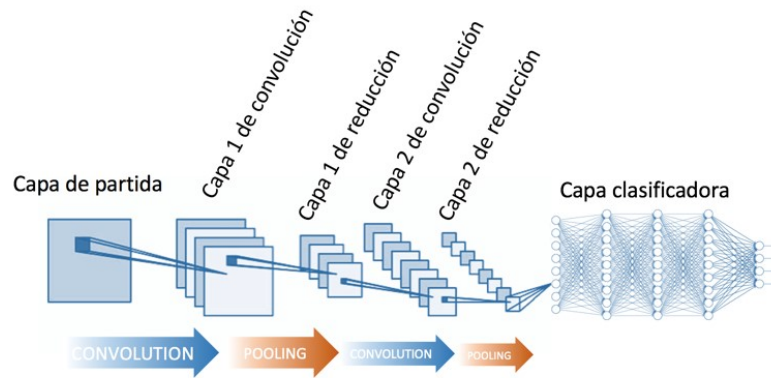 Capa de partida
Capa 1 de convolución
Capa 1 de reducción
Capa 2 de convolución
Capa 2 de reducción
Capa clasificadora
CONVOLUTION
POOLING
CONVOLUTION
POOLING